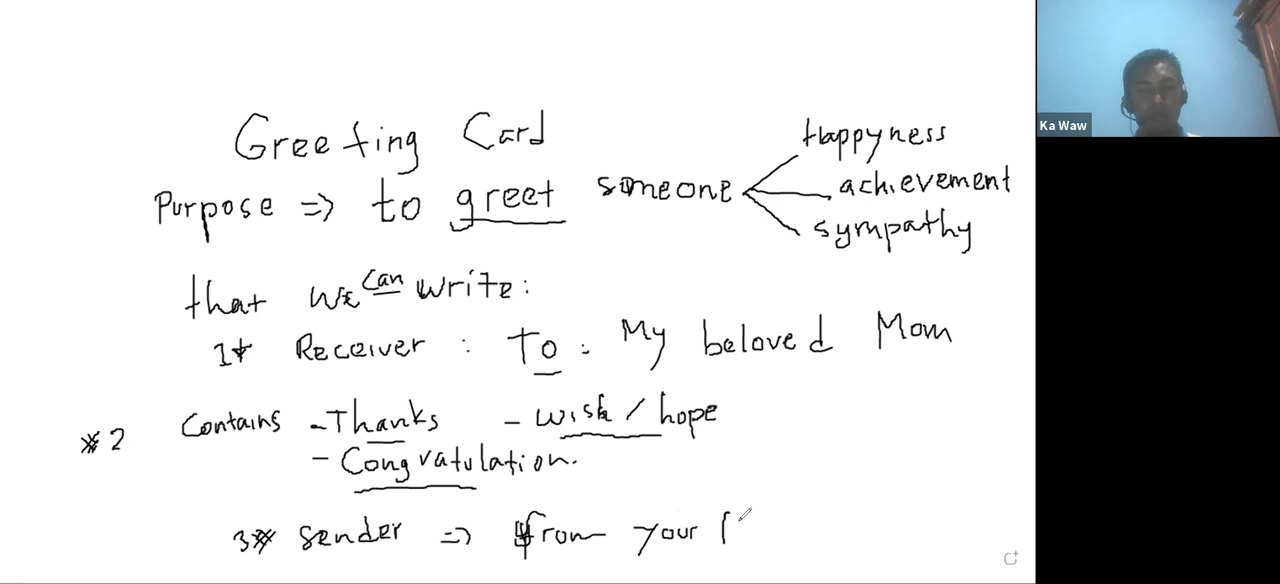 Greeting Card
Happyness
Purpose => to greet someone
achievement
sympathy
that we can write:
1* Receiver : To : My beloved Mom
*2 Contains - Thanks - wish / hope
- Congratulation.
3* Sender => from your
Ka Waw